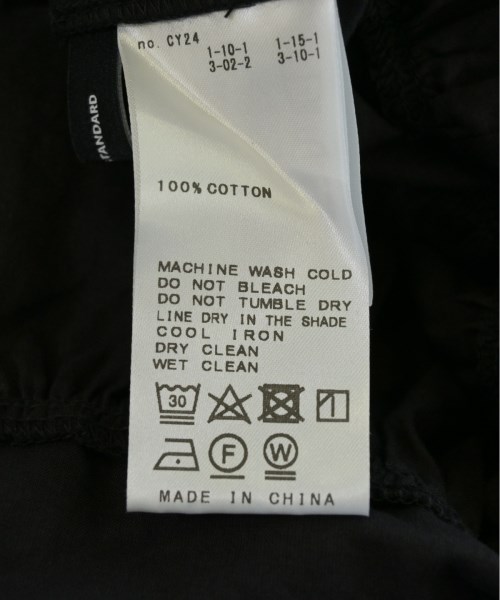 no. CY24
1-10-1 1-15-1
3-02-2 3-10-1
TANDARD
100% COTTON
MACHINE WASH COLD
DO NOT BLEACH
DO NOT TUMBLE DRY
LINE DRY IN THE SHADE
COOL IRON
DRY CLEAN
WET CLEAN
30
F W
MADE IN CHINA